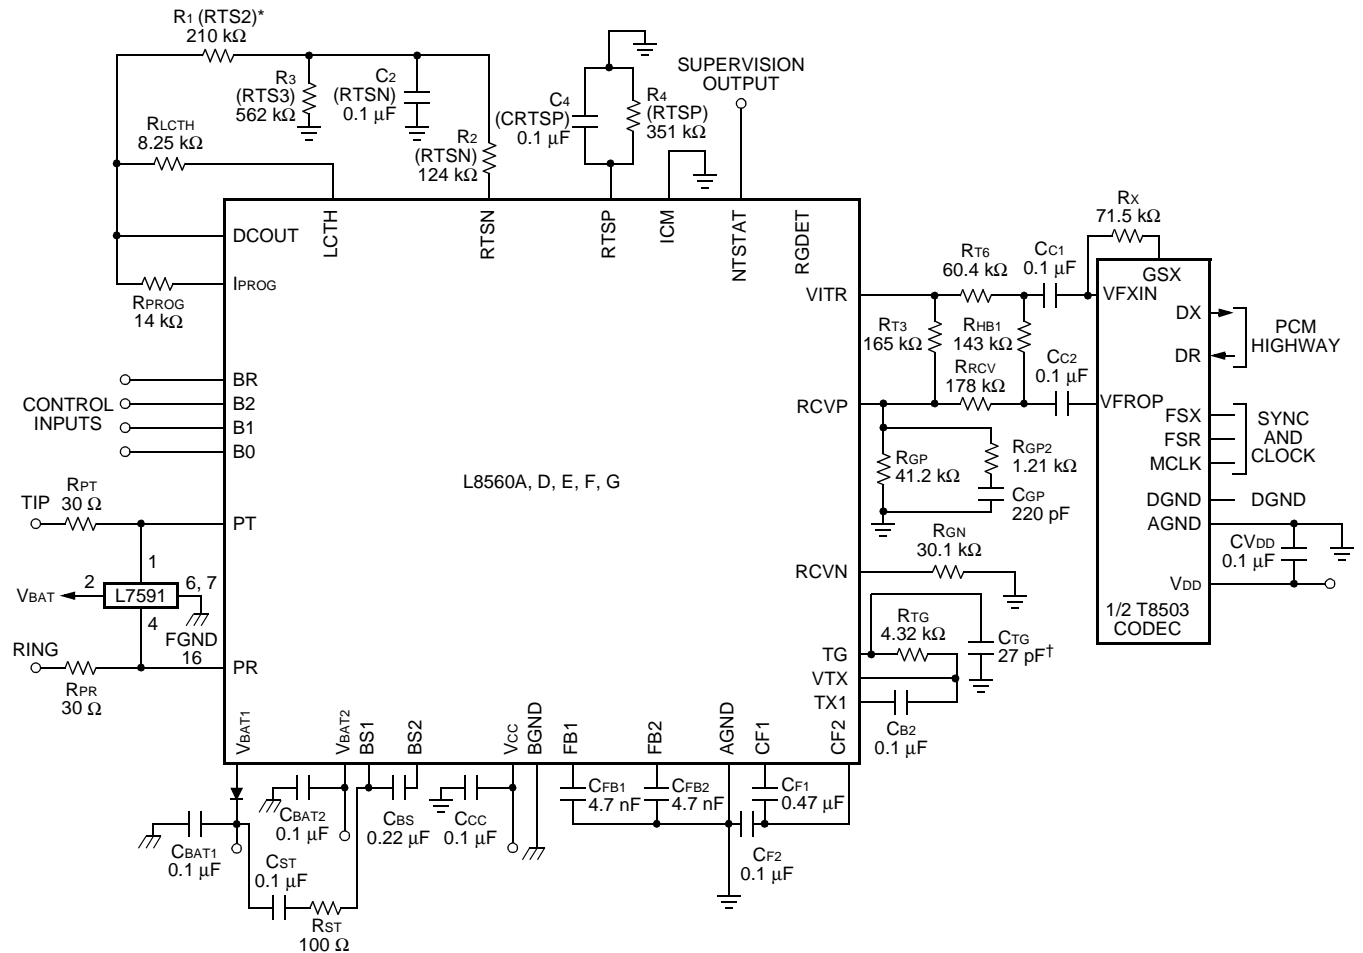 R1 (RTS2)*
210 kΩ
R3
(RTS3)
562 kΩ
C2
(RTSN)
0.1 μF
RLCTH
8.25 kΩ
R2
(RTSN)
124 kΩ
C4
(CRTSP)
0.1 μF
R4
(RTSP)
351 kΩ
SUPERVISION
OUTPUT
DCOUT
LCTH
RTSN
RTSP
ICM
NTSTAT
RGDET
IPROG
RPROG
14 kΩ
BR
B2
B1
B0
CONTROL
INPUTS
L8560A, D, E, F, G
RPT
30 Ω
TIP
PT
1
2
6, 7
VBAT
L7591
4
FGND
16
RING
PR
RPR
30 Ω
VITR
RCVP
RCVN
TG
VTX
TX1
RT6
60.4 kΩ
CC1
0.1 μF
RX
71.5 kΩ
RT3
165 kΩ
RHB1
143 kΩ
RRCV
178 kΩ
CC2
0.1 μF
RGP
41.2 kΩ
RGP2
1.21 kΩ
CGP
220 pF
RGN
30.1 kΩ
RTG
4.32 kΩ
CTG
27 pF†
CB2
0.1 μF
GSX
VFXIN
DX
DR
PCM
HIGHWAY
VFROP
FSX
FSR
MCLK
SYNC
AND
CLOCK
DGND
DGND
AGND
CVDD
0.1 μF
VDD
1/2 T8503
CODEC
VBAT1
VBAT2
BS1
BS2
VCC
BGND
FB1
FB2
AGND
CF1
CF2
CBAT1
0.1 μF
CBAT2
0.1 μF
CBS
0.22 μF
CCC
0.1 μF
CFB1
4.7 nF
CFB2
4.7 nF
CF1
0.47 μF
CF2
0.1 μF
CST
0.1 μF
RST
100 Ω